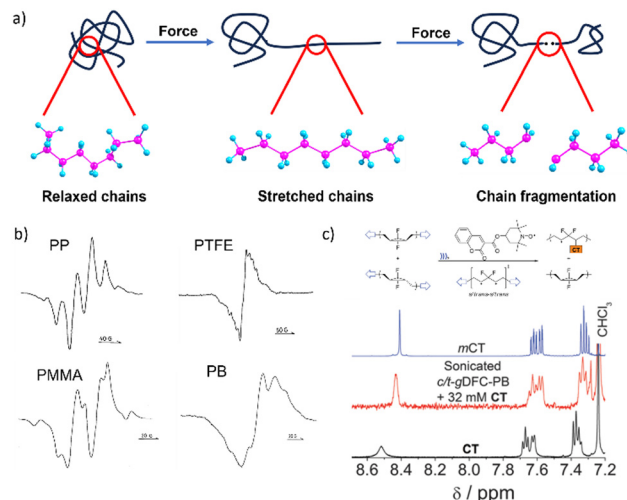 a)
Force
Force
Relaxed chains
Stretched chains
Chain fragmentation
b)
PP
PTFE
PMMA
PB
c)
CT
mCT
Sonicated
c/t-gDFC-PB
+ 32 mM CT
CT
CHCl3
8.6 8.4 8.2 8.0 7.8 7.6 7.4 7.2
δ / ppm